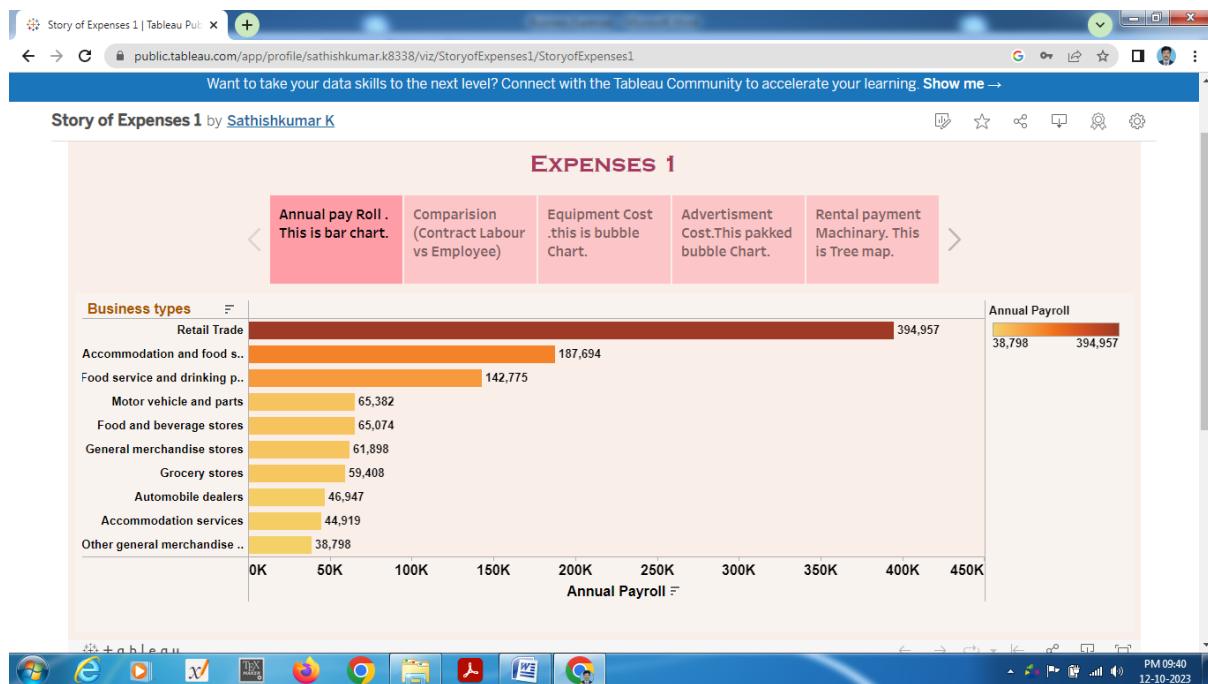 Story of Expenses 1 | Tableau Pub
public.tableau.com/app/profile/sathishkumar.k8338/viz/StoryofExpenses1/StoryofExpenses1
Want to take your data skills to the next level? Connect with the Tableau Community to accelerate your learning. Show me →
Story of Expenses 1 by Sathishkumar K
EXPENSES 1
Annual pay Roll .
This is bar chart.
Comparision
(Contract Labour
vs Employee)
Equipment Cost
.this is bubble
Chart.
Advertisment
Cost.This pakked
bubble Chart.
Rental payment
Machinary. This
is Tree map.
Business types
Retail Trade 394,957
Accommodation and food s.. 187,694
Food service and drinking p.. 142,775
Motor vehicle and parts 65,382
Food and beverage stores 65,074
General merchandise stores 61,898
Grocery stores 59,408
Automobile dealers 46,947
Accommodation services 44,919
Other general merchandise .. 38,798
0K 50K 100K 150K 200K 250K 300K 350K 400K 450K
Annual Payroll
Annual Payroll
38,798 394,957
+ableau
PM 09:40
12-10-2023